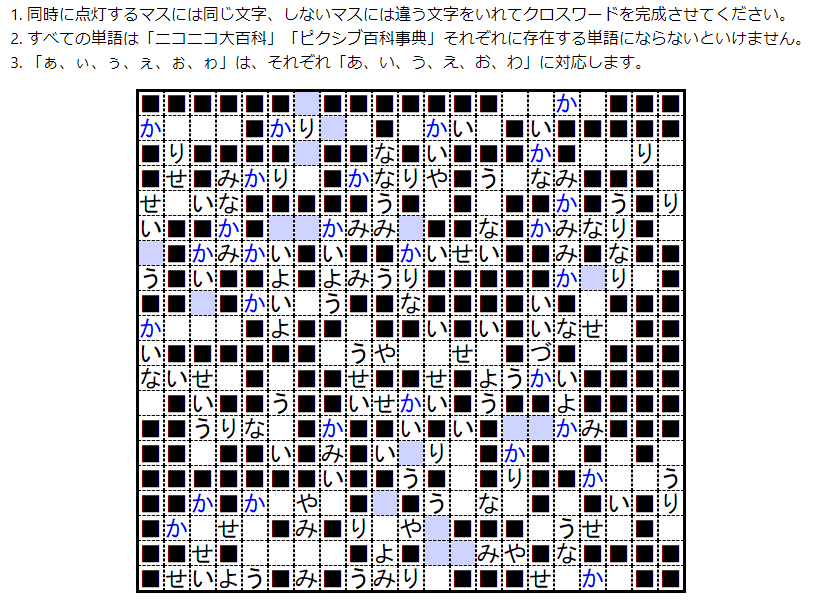 1. 同時に点灯するマスには同じ文字、しないマスには違う文字をいれてクロスワードを完成させてください。
2. すべての単語は「ニコニコ大百科」「ピクシブ百科事典」それぞれに存在する単語にならないといけません。
3. 「ぁ、ぃ、ぅ、ぇ、ぉ、ゎ」は、それぞれ「あ、い、う、え、お、わ」に対応します。
か
か かり かい い
り な い か り
せ みかり かなりや う なみ
せ いな う か う り
い か かみみ な かみなり
かみかい い かいせい み な
う い よ よみうり か り
かい う な い
か よ い い いなせ
い うや せ づ
ないせ せ せ ようかい
い う いせかい う よ
うりな か い い かみ
い み い り か
い う り か う
か か や う な い り
か せ み り や うせ
せ よ みや な
せいよう み うみり せ か